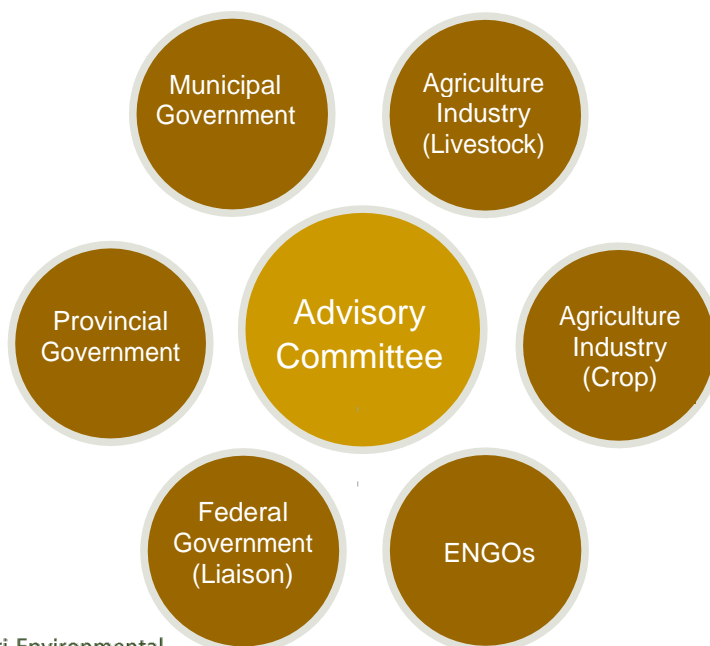 Municipal
Government
Agriculture
Industry
(Livestock)
Provincial
Government
Advisory
Committee
Agriculture
Industry
(Crop)
Federal
Government
(Liaison)
ENGOs